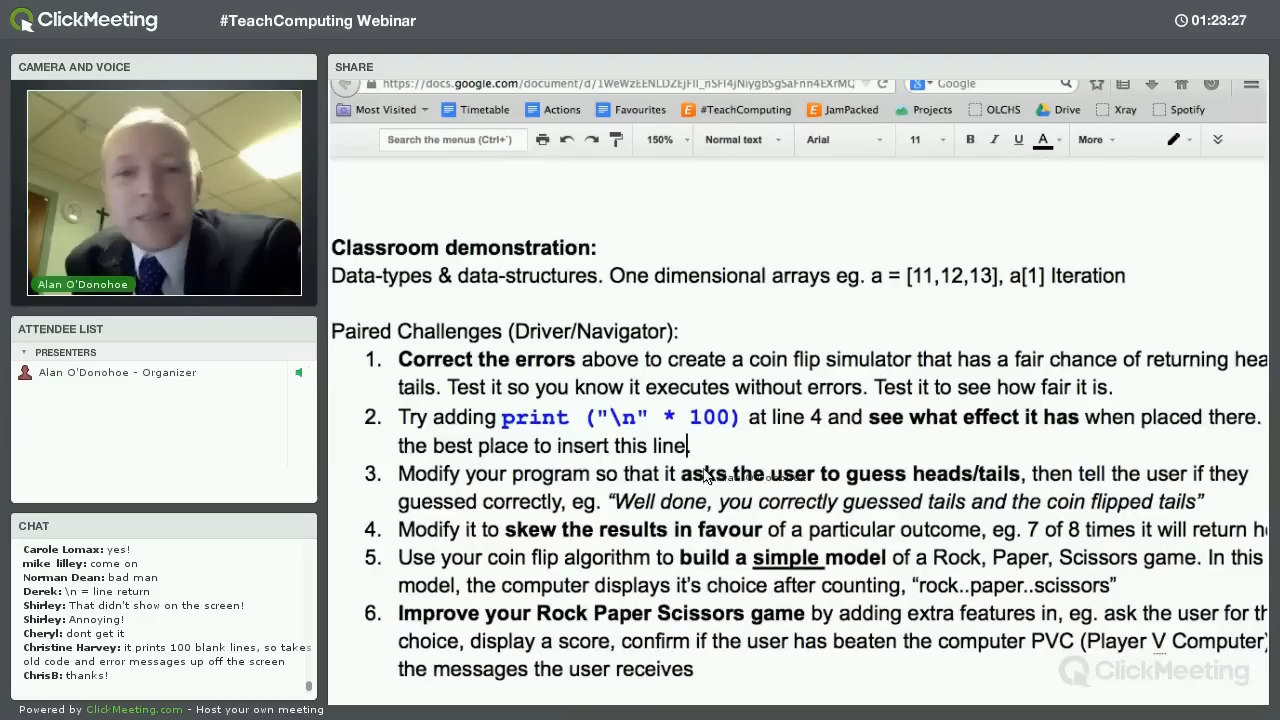 ClickMeeting
#TeachComputing Webinar
01:23:27
CAMERA AND VOICE
Alan O'Donohoe
ATTENDEE LIST
PRESENTERS
Alan O'Donohoe - Organizer
CHAT
Carole Lomax: yes!
mike lilley: come on
Norman Dean: bad man
Derek: \n = line return
Shirley: That didn't show on the screen!
Shirley: Annoying!
Cheryl: dont get it
Christine Harvey: it prints 100 blank lines, so takes
old code and error messages up off the screen
ChrisB: thanks!
Powered by ClickMeeting.com - Host your own meeting
SHARE
Google
Most Visited Timetable Actions Favourites #TeachComputing JamPacked Projects OLCHS Drive Xray Spotify
Search the menus (Ctrl+ 150% Normal text Arial 11 B I U A More
Classroom demonstration:
Data-types & data-structures. One dimensional arrays eg. a = [11,12,13], a[1] Iteration
Paired Challenges (Driver/Navigator):
1. Correct the errors above to create a coin flip simulator that has a fair chance of returning hea
tails. Test it so you know it executes without errors. Test it to see how fair it is.
2. Try adding print ("\n" * 100) at line 4 and see what effect it has when placed there.
the best place to insert this line.
3. Modify your program so that it asks the user to guess heads/tails, then tell the user if they
guessed correctly, eg. “Well done, you correctly guessed tails and the coin flipped tails”
4. Modify it to skew the results in favour of a particular outcome, eg. 7 of 8 times it will return he
5. Use your coin flip algorithm to build a simple model of a Rock, Paper, Scissors game. In this
model, the computer displays it's choice after counting, “rock..paper..scissors”
6. Improve your Rock Paper Scissors game by adding extra features in, eg. ask the user for th
choice, display a score, confirm if the user has beaten the computer PVC (Player V Computer)
the messages the user receives
ClickMeeting